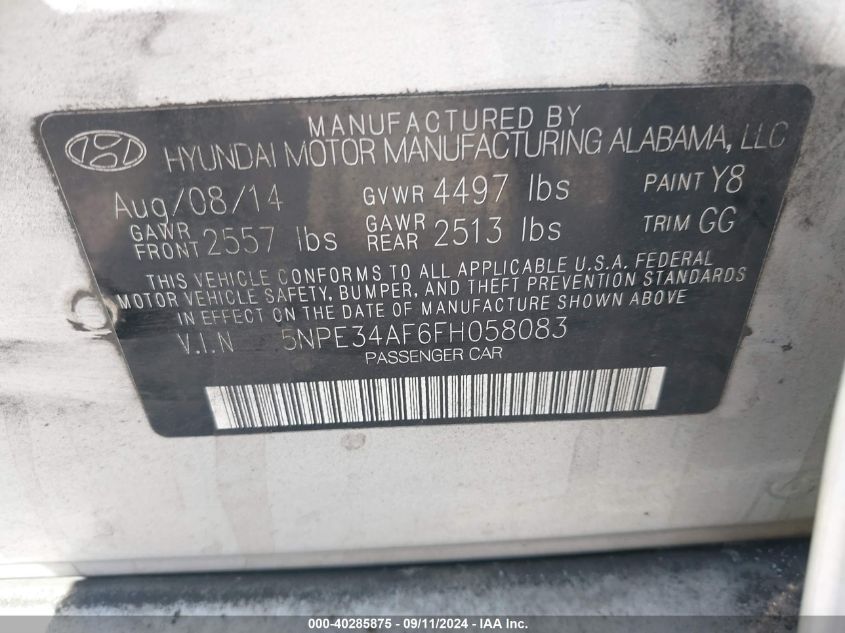 MANUFACTURED BY
HYUNDAI MOTOR MANUFACTURING ALABAMA, LLC
Aug/08/14 GVWR 4497 lbs PAINT Y8
GAWR FRONT 2557 lbs GAWR REAR 2513 lbs TRIM GG
THIS VEHICLE CONFORMS TO ALL APPLICABLE U.S.A. FEDERAL
MOTOR VEHICLE SAFETY, BUMPER, AND THEFT PREVENTION STANDARDS
IN EFFECT ON THE DATE OF MANUFACTURE SHOWN ABOVE
V.I.N 5NPE34AF6FH058083
PASSENGER CAR
000-40285875 - 09/11/2024 - IAA Inc.